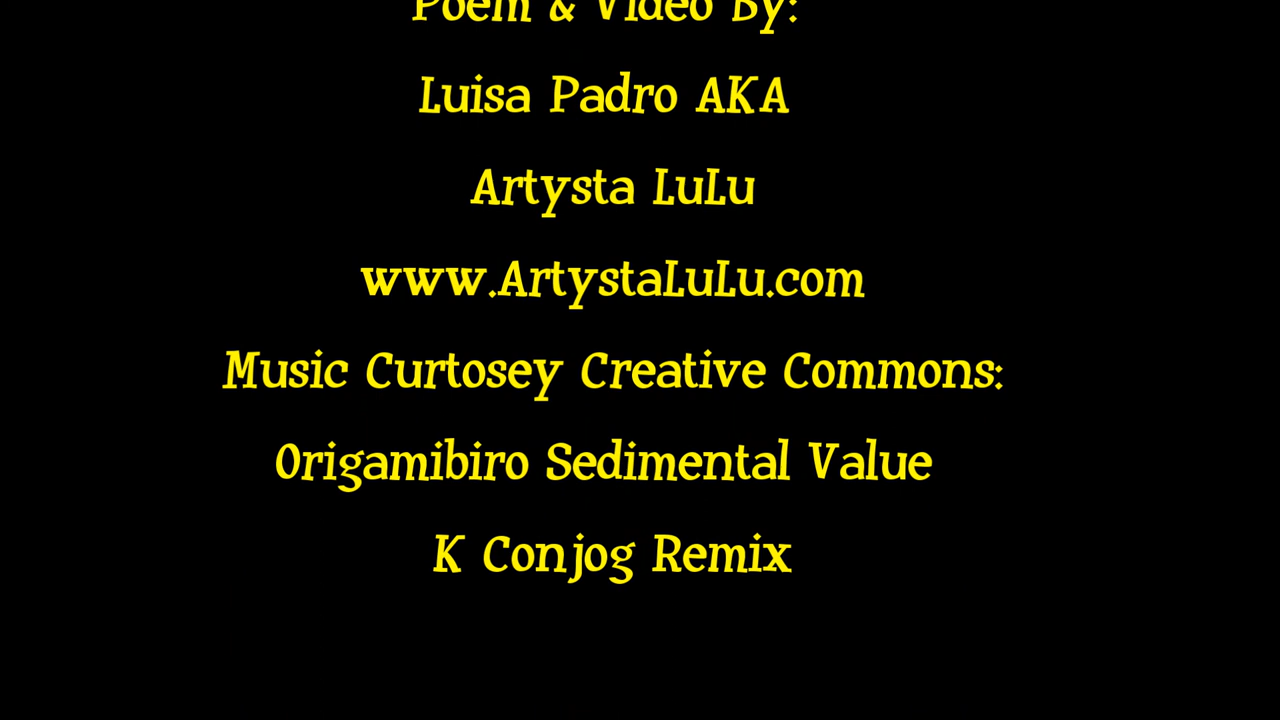 Poem & Video By:
Luisa Padro AKA
Artysta LuLu
www.ArtystaLuLu.com
Music Curtosey Creative Commons:
Origamibiro Sedimental Value
K Conjog Remix